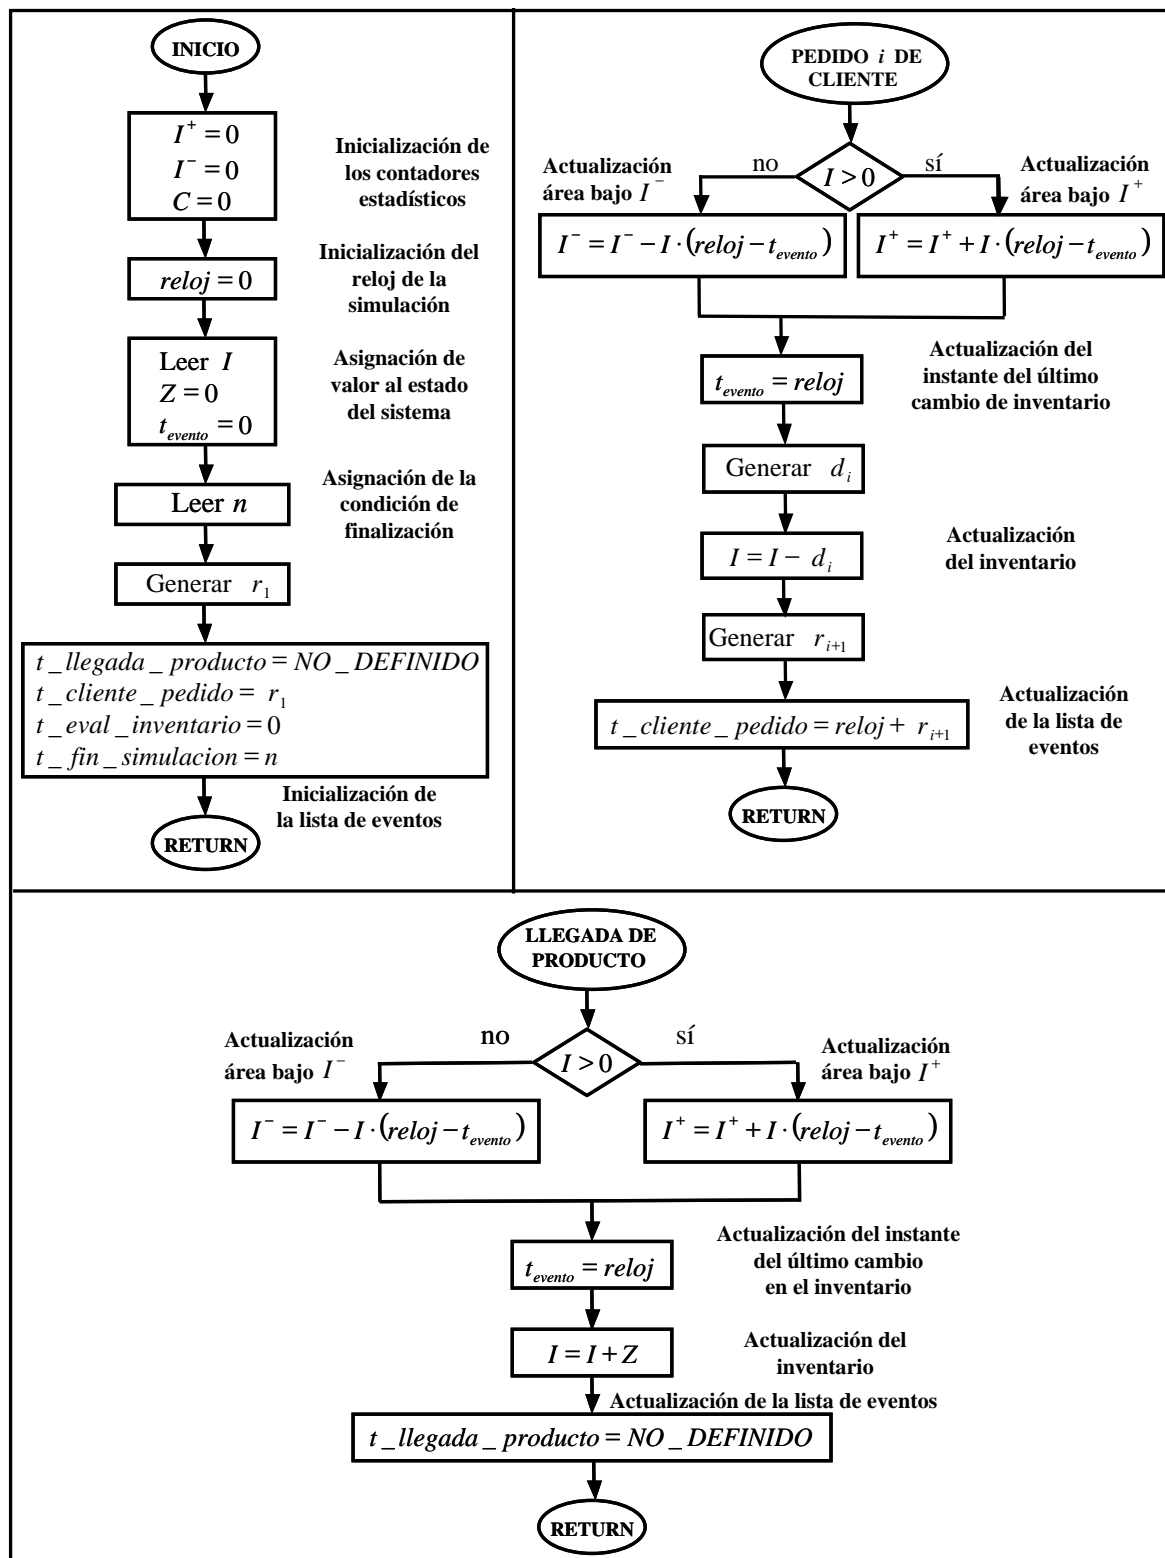 INICIO
I⁺ = 0
I⁻ = 0
C = 0
Inicialización de
los contadores
estadísticos
reloj = 0
Inicialización del
reloj de la
simulación
Leer I
Z = 0
t_evento = 0
Asignación de
valor al estado
del sistema
Leer n
Asignación de la
condición de
finalización
Generar r₁
t_llegada_producto = NO_DEFINIDO
t_cliente_pedido = r₁
t_eval_inventario = 0
t_fin_simulacion = n
Inicialización de
la lista de eventos
RETURN
PEDIDO i DE
CLIENTE
I > 0
no
sí
Actualización
área bajo I⁻
Actualización
área bajo I⁺
I⁻ = I⁻ − I · (reloj − t_evento)
I⁺ = I⁺ + I · (reloj − t_evento)
t_evento = reloj
Actualización del
instante del último
cambio de inventario
Generar d_i
I = I − d_i
Actualización
del inventario
Generar r_{i+1}
t_cliente_pedido = reloj + r_{i+1}
Actualización
de la lista de
eventos
RETURN
LLEGADA DE
PRODUCTO
I > 0
no
sí
Actualización
área bajo I⁻
Actualización
área bajo I⁺
I⁻ = I⁻ − I · (reloj − t_evento)
I⁺ = I⁺ + I · (reloj − t_evento)
t_evento = reloj
Actualización del instante
del último cambio
en el inventario
I = I + Z
Actualización del
inventario
Actualización de la lista de eventos
t_llegada_producto = NO_DEFINIDO
RETURN